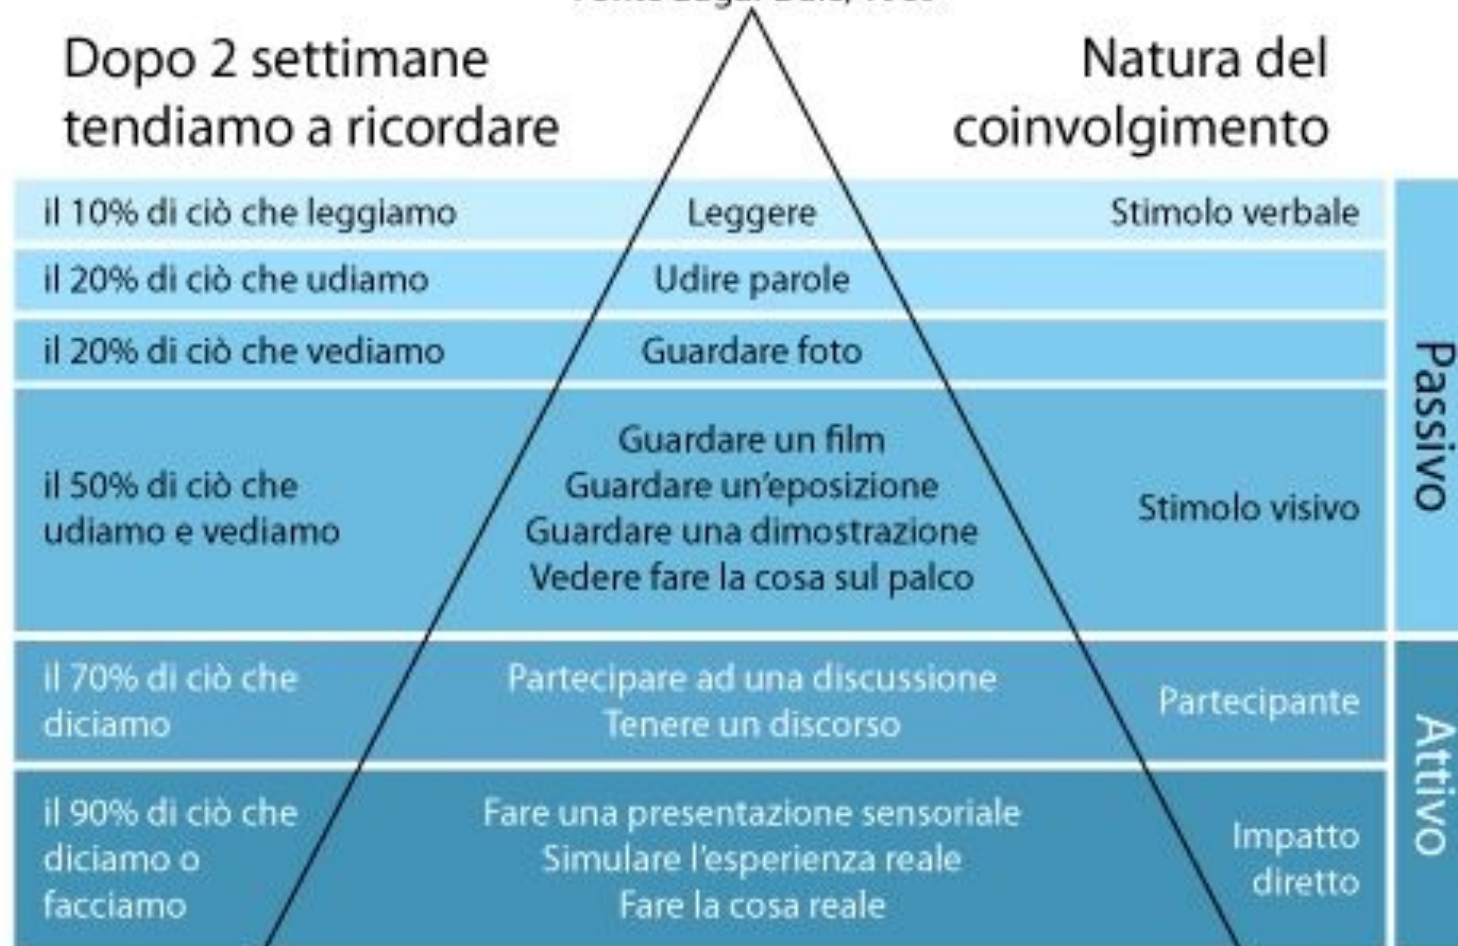 Dopo 2 settimane
tendiamo a ricordare
Natura del
coinvolgimento
il 10% di ciò che leggiamo
Leggere
Stimolo verbale
il 20% di ciò che udiamo
Udire parole
il 20% di ciò che vediamo
Guardare foto
il 50% di ciò che
udiamo e vediamo
Guardare un film
Guardare un'eposizione
Guardare una dimostrazione
Vedere fare la cosa sul palco
Stimolo visivo
Passivo
il 70% di ciò che
diciamo
Partecipare ad una discussione
Tenere un discorso
Partecipante
il 90% di ciò che
diciamo o
facciamo
Fare una presentazione sensoriale
Simulare l'esperienza reale
Fare la cosa reale
Impatto
diretto
Attivo